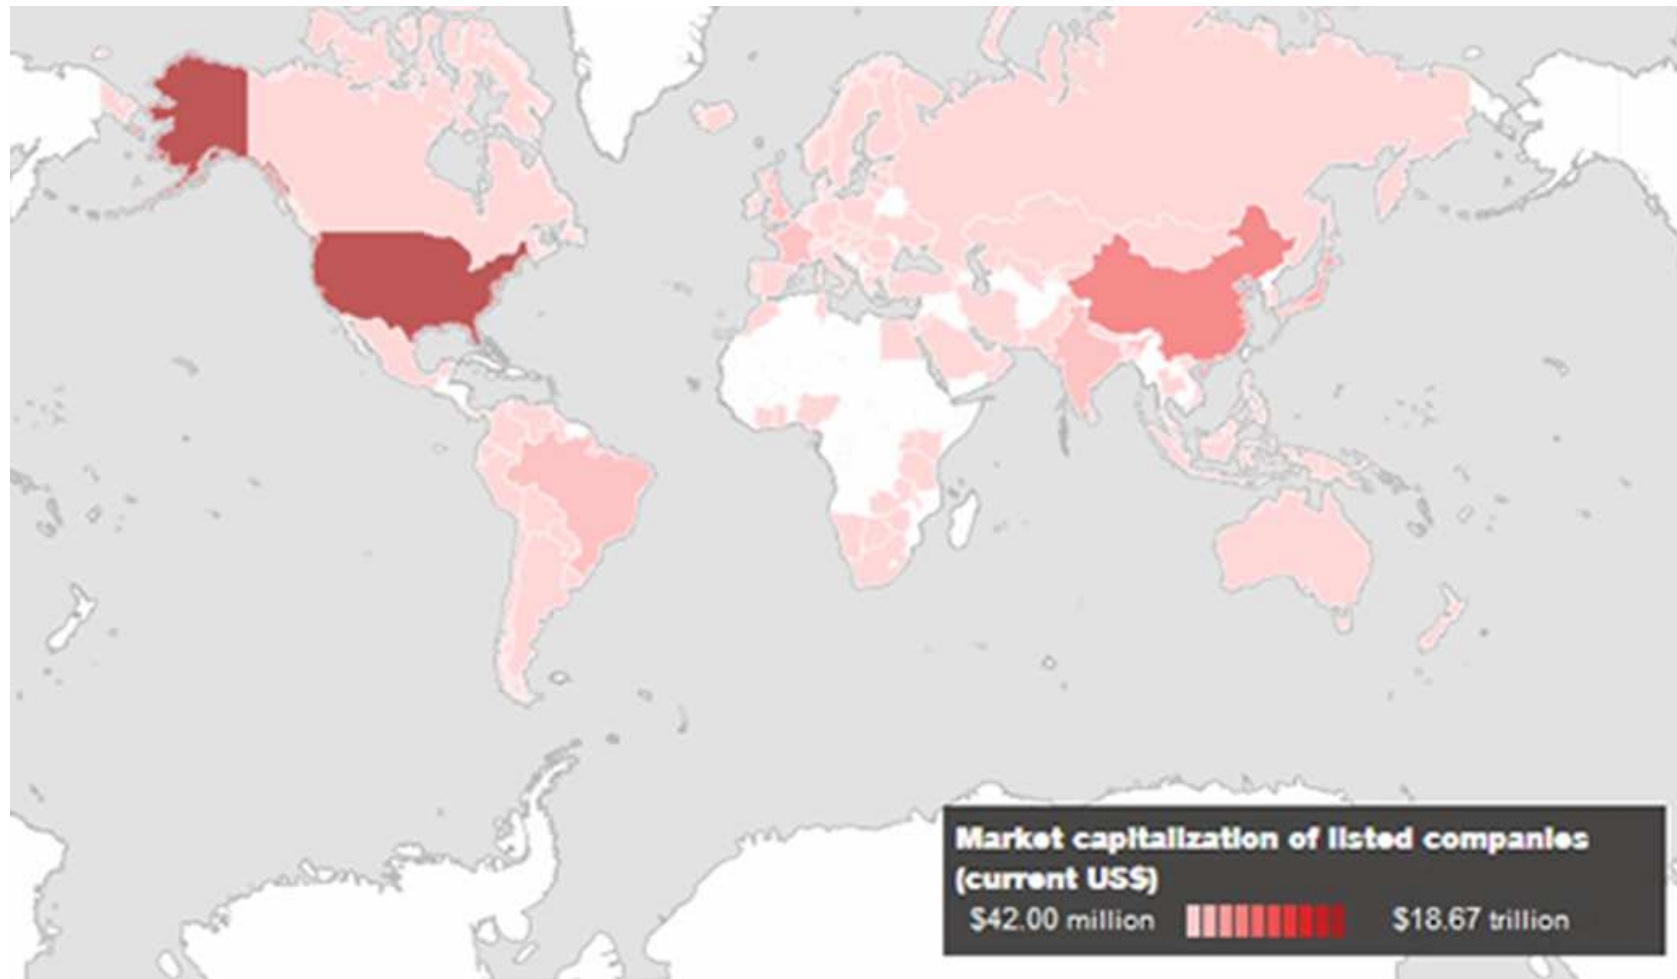 Market capitalization of listed companies
(current US$)
$42.00 million $18.67 trillion